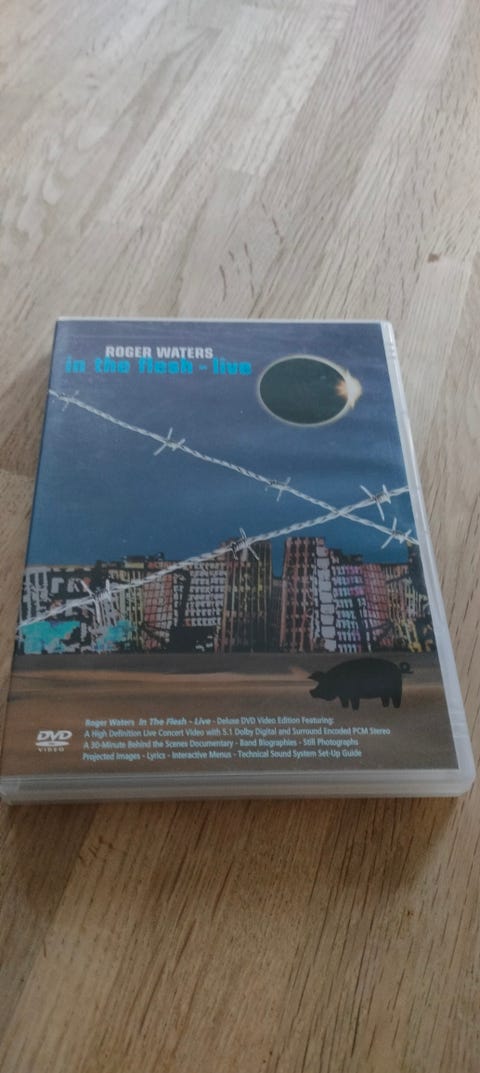 ROGER WATERS
in the flesh - live
Roger Waters In The Flesh - Live - Deluxe DVD Video Edition Featuring:
A High Definition Live Concert Video with 5.1 Dolby Digital and Surround Encoded PCM Stereo
A 30-Minute Behind the Scenes Documentary - Band Biographies - Still Photographs
Projected Images - Lyrics - Interactive Menus - Technical Sound System Set-Up Guide
DVD
VIDEO